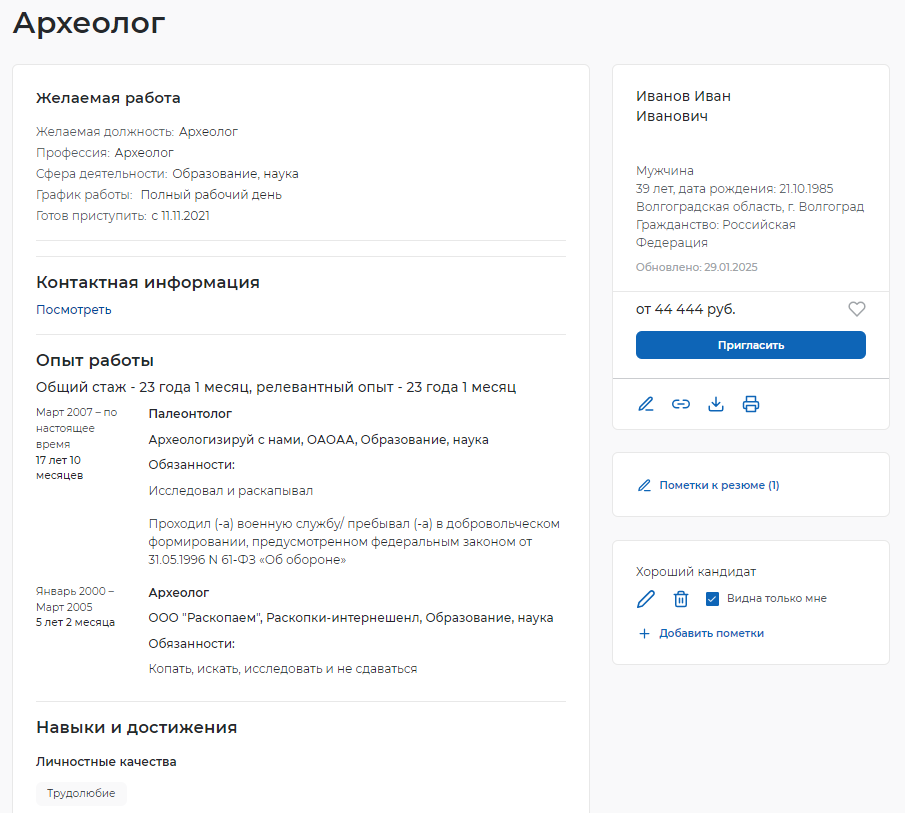 Археолог
Желаемая работа
Желаемая должность: Археолог
Профессия: Археолог
Сфера деятельности: Образование, наука
График работы: Полный рабочий день
Готов приступить: с 11.11.2021
Контактная информация
Посмотреть
Опыт работы
Общий стаж - 23 года 1 месяц, релевантный опыт - 23 года 1 месяц
Март 2007 – по
настоящее
время
17 лет 10
месяцев
Палеонтолог
Археологизируй с нами, ОАОАА, Образование, наука
Обязанности:
Исследовал и раскапывал
Проходил (-а) военную службу/ пребывал (-а) в добровольческом
формировании, предусмотренном федеральным законом от
31.05.1996 N 61-ФЗ «Об обороне»
Январь 2000 –
Март 2005
5 лет 2 месяца
Археолог
ООО "Раскопаем", Раскопки-интернешенл, Образование, наука
Обязанности:
Копать, искать, исследовать и не сдаваться
Навыки и достижения
Личностные качества
Трудолюбие
Иванов Иван
Иванович
Мужчина
39 лет, дата рождения: 21.10.1985
Волгоградская область, г. Волгоград
Гражданство: Российская
Федерация
Обновлено: 29.01.2025
от 44 444 руб.
Пригласить
Пометки к резюме (1)
Хороший кандидат
Видна только мне
Добавить пометки